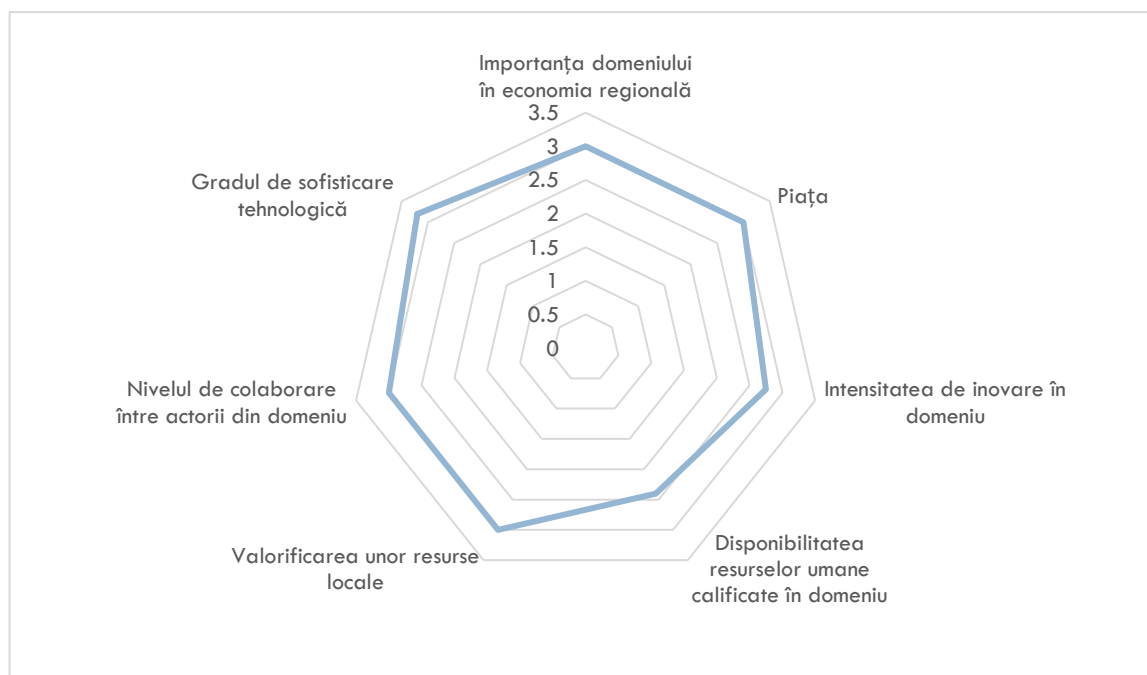 Importanța domeniului
în economia regională
3.5
3
2.5
2
1.5
1
0.5
0
Piața
Intensitatea de inovare în
domeniu
Disponibilitatea
resurselor umane
calificate în domeniu
Valorificarea unor resurse
locale
Nivelul de colaborare
între actorii din domeniu
Gradul de sofisticare
tehnologică